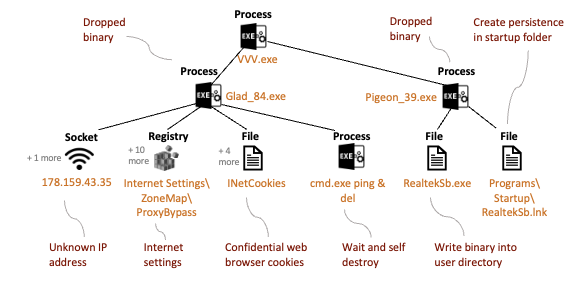 Process
EXE
VVV.exe
Dropped
binary
Dropped
binary
Create persistence
in startup folder
Process
EXE
Glad_84.exe
Process
EXE
Pigeon_39.exe
Socket
+ 1 more
178.159.43.35
Registry
+ 10
more
Internet Settings\
ZoneMap\
ProxyBypass
File
+ 4
more
INetCookies
Process
EXE
cmd.exe ping &
del
File
RealtekSb.exe
File
Programs\
Startup\
RealtekSb.lnk
Unknown IP
address
Internet
settings
Confidential web
browser cookies
Wait and self
destroy
Write binary into
user directory